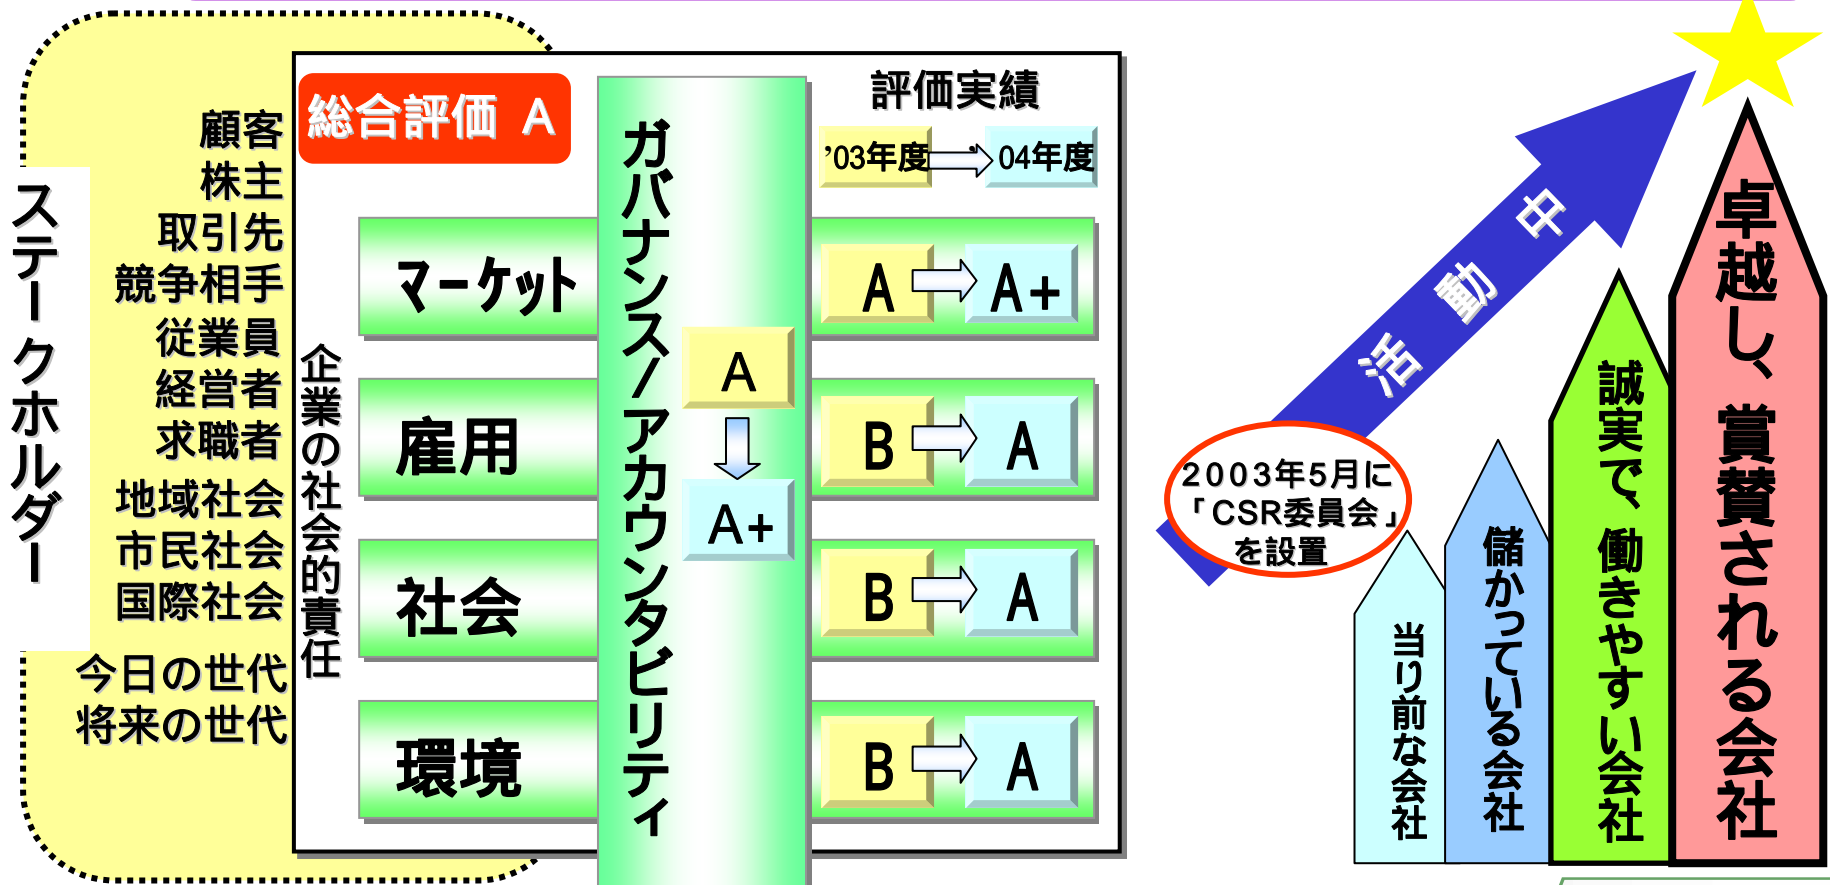 ステークホルダー
顧客
株主
取引先
競争相手
従業員
経営者
求職者
地域社会
市民社会
国際社会
今日の世代
将来の世代
総合評価 A
企業の社会的責任
ガバナンス/アカウンタビリティ
A
A+
評価実績
’03年度
’04年度
マーケット
A
A+
雇用
B
A
社会
B
A
環境
B
A
活動中
2003年5月に
「CSR委員会」
を設置
当り前な会社
儲かっている会社
誠実で、働きやすい会社
卓越し、賞賛される会社